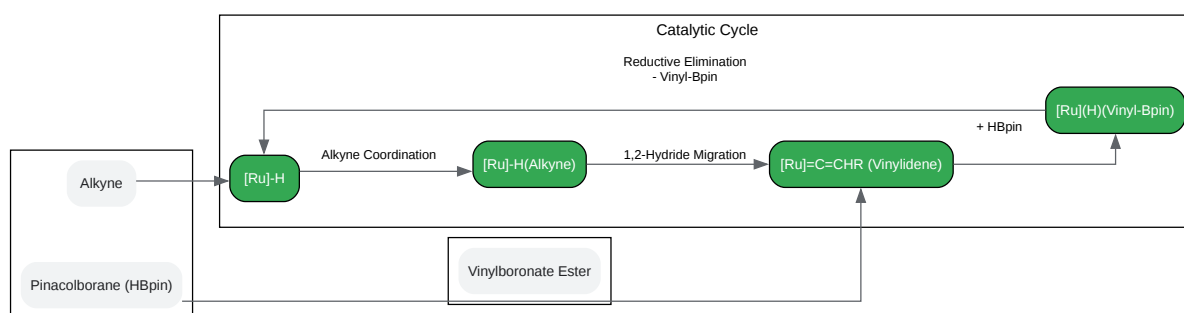 Catalytic Cycle
Reductive Elimination
- Vinyl-Bpin
[Ru](H)(Vinyl-Bpin)
+ HBpin
Alkyne Coordination
1,2-Hydride Migration
[Ru]-H(Alkyne)
[Ru]=C=CHR (Vinylidene)
Alkyne
[Ru]-H
Vinylboronate Ester
Pinacolborane (HBpin)